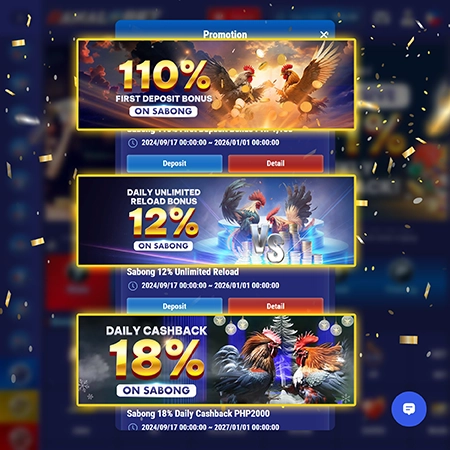 Promotion
110%
FIRST DEPOSIT BONUS
ON SABONG
2024/09/17 00:00:00 ~ 2026/01/01 00:00:00
Deposit
Detail
DAILY UNLIMITED
RELOAD BONUS
12%
ON SABONG
VS
Sabong 12% Unlimited Reload
2024/09/17 00:00:00 ~ 2026/01/01 00:00:00
Deposit
Detail
DAILY CASHBACK
18%
ON SABONG
Sabong 18% Daily Cashback PHP2000
2024/09/17 00:00:00 ~ 2027/01/01 00:00:00